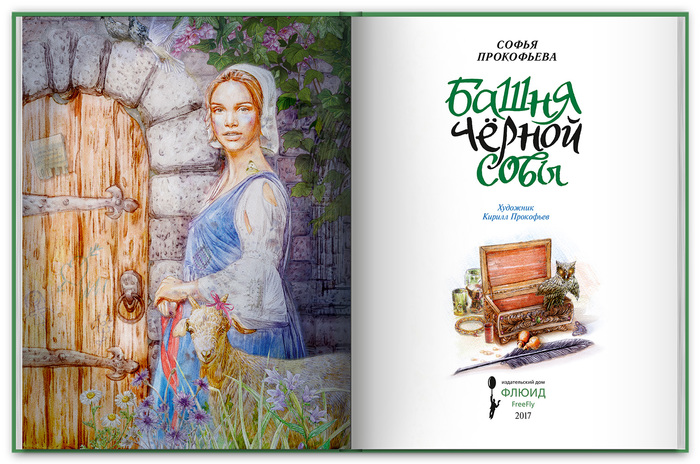 СОФЬЯ
ПРОКОФЬЕВА
БАШНЯ
ЧЁРНОЙ
СОВЫ
Художник
Кирилл Прокофьев
издательский дом
ФЛЮИД
FreeFly
2017